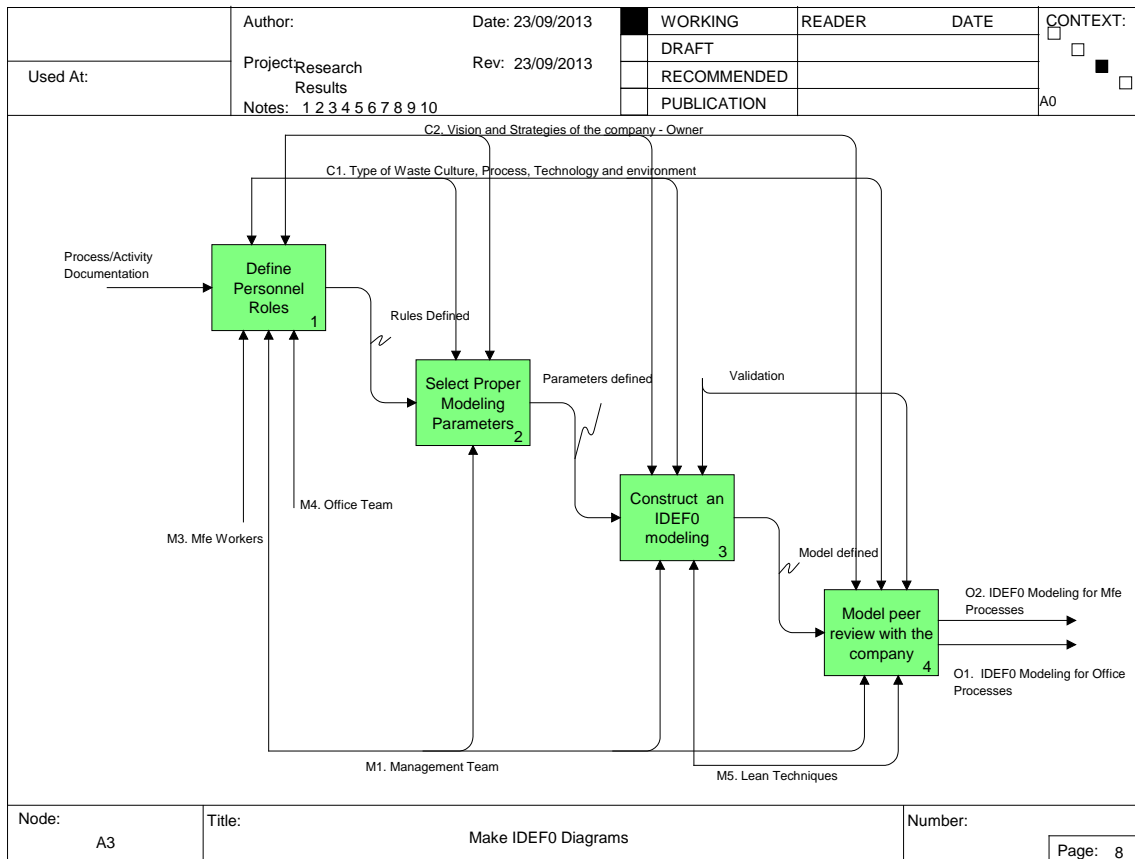 Used At:
Author:
Date: 23/09/2013
Project: Research
Results
Rev: 23/09/2013
Notes: 1 2 3 4 5 6 7 8 9 10
WORKING
DRAFT
RECOMMENDED
PUBLICATION
READER
DATE
CONTEXT:
A0
C2. Vision and Strategies of the company - Owner
C1. Type of Waste Culture, Process, Technology and environment
Process/Activity
Documentation
Define
Personnel
Roles
1
Rules Defined
Select Proper
Modeling
Parameters
2
Parameters defined
Validation
M4. Office Team
M3. Mfe Workers
Construct an
IDEF0
modeling
3
Model defined
Model peer
review with the
company
4
O2. IDEF0 Modeling for Mfe
Processes
O1. IDEF0 Modeling for Office
Processes
M1. Management Team
M5. Lean Techniques
Node:
A3
Title:
Make IDEF0 Diagrams
Number:
Page: 8